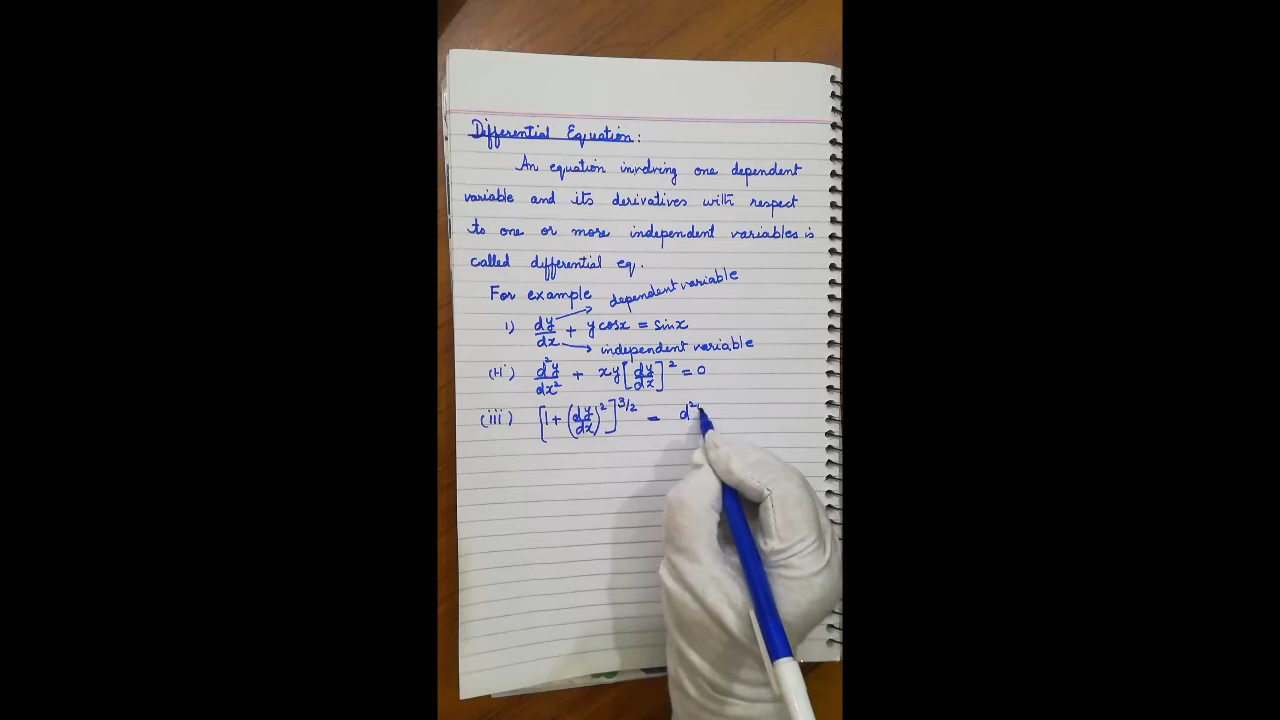 Differential Equation:
An equation involving one dependent
variable and its derivatives with respect
to one or more independent variables is
called differential eq.
For example
dependent variable
i) dy/dx + y cosx = sinx
independent variable
(ii) d²y/dx² + xy[dy/dx]² = 0
(iii) [1+(dy/dx)²]^3/2 = d²